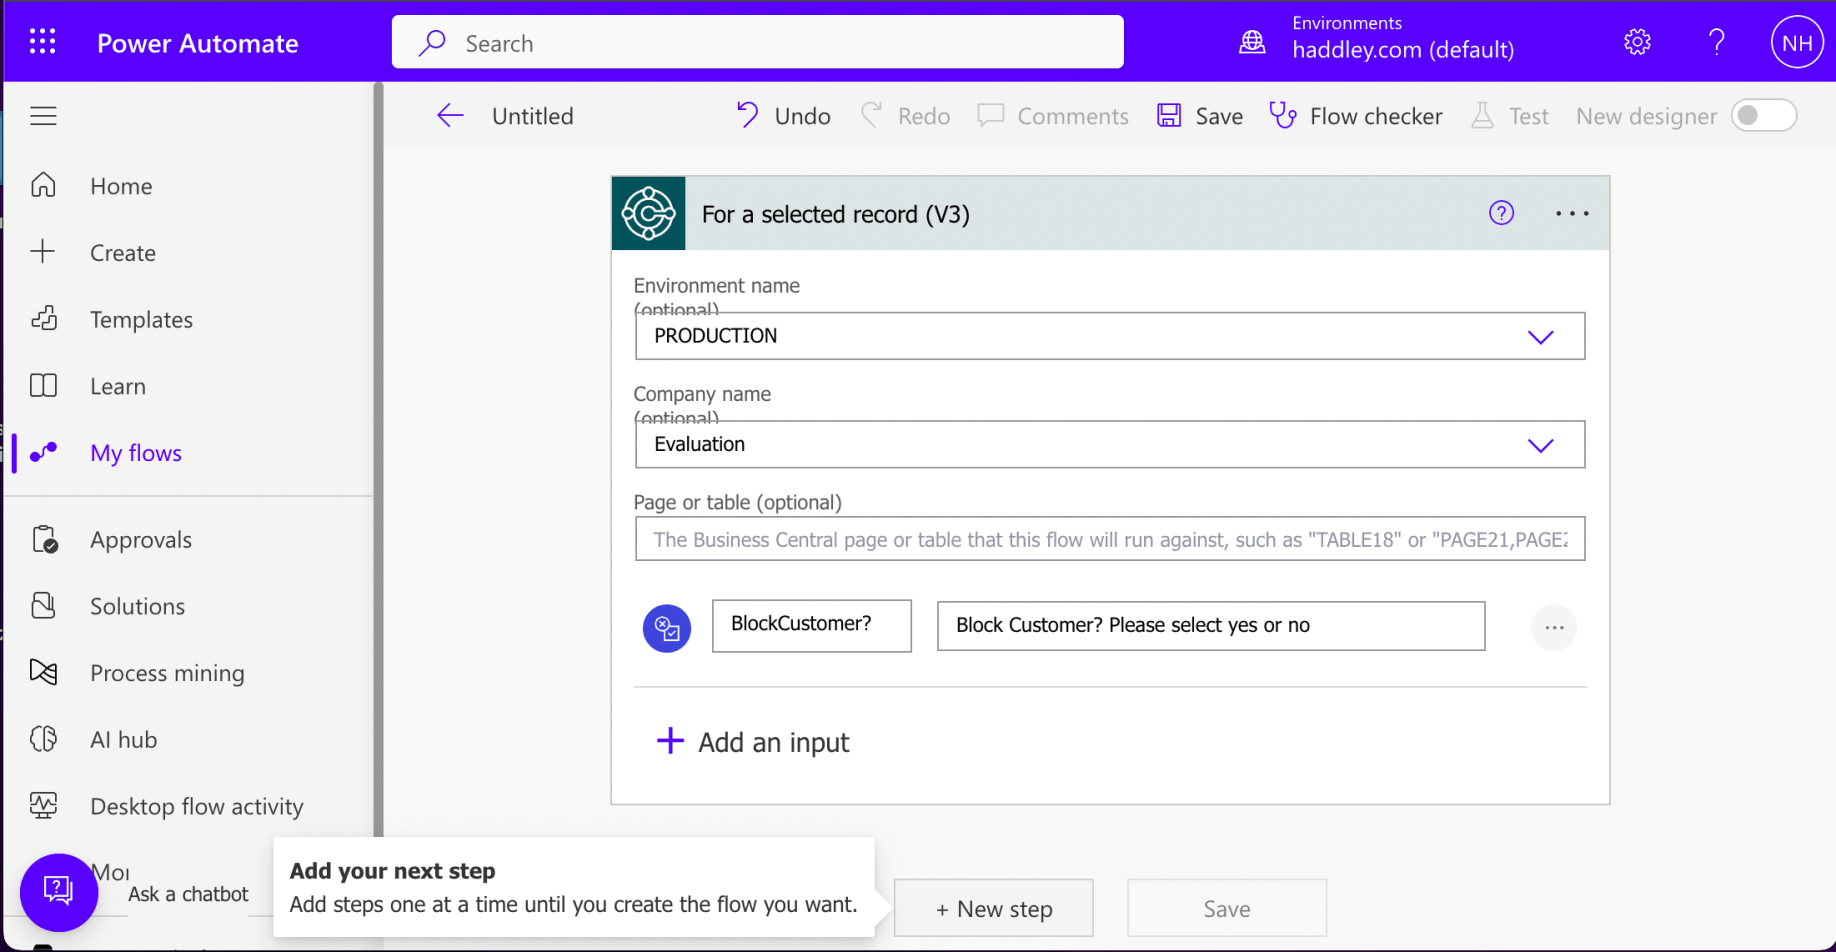 Power Automate
Search
Environments
haddley.com (default)
?
NH
Untitled
Undo
Redo
Comments
Save
Flow checker
Test
New designer
Home
Create
Templates
Learn
My flows
Approvals
Solutions
Process mining
AI hub
Desktop flow activity
Mor
Ask a chatbot
For a selected record (V3)
?
Environment name
(optional)
PRODUCTION
Company name
(optional)
Evaluation
Page or table (optional)
The Business Central page or table that this flow will run against, such as "TABLE18" or "PAGE21,PAGE2
BlockCustomer?
Block Customer? Please select yes or no
Add an input
Add your next step
Add steps one at a time until you create the flow you want.
+ New step
Save